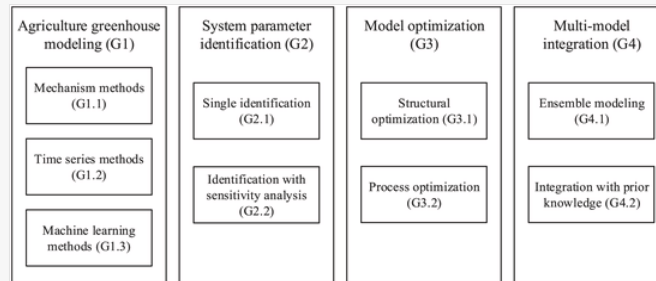 Agriculture greenhouse
modeling (G1)
Mechanism methods
(G1.1)
Time series methods
(G1.2)
Machine learning
methods (G1.3)
System parameter
identification (G2)
Single identification
(G2.1)
Identification with
sensitivity analysis
(G2.2)
Model optimization
(G3)
Structural
optimization (G3.1)
Process optimization
(G3.2)
Multi-model
integration (G4)
Ensemble modeling
(G4.1)
Integration with prior
knowledge (G4.2)